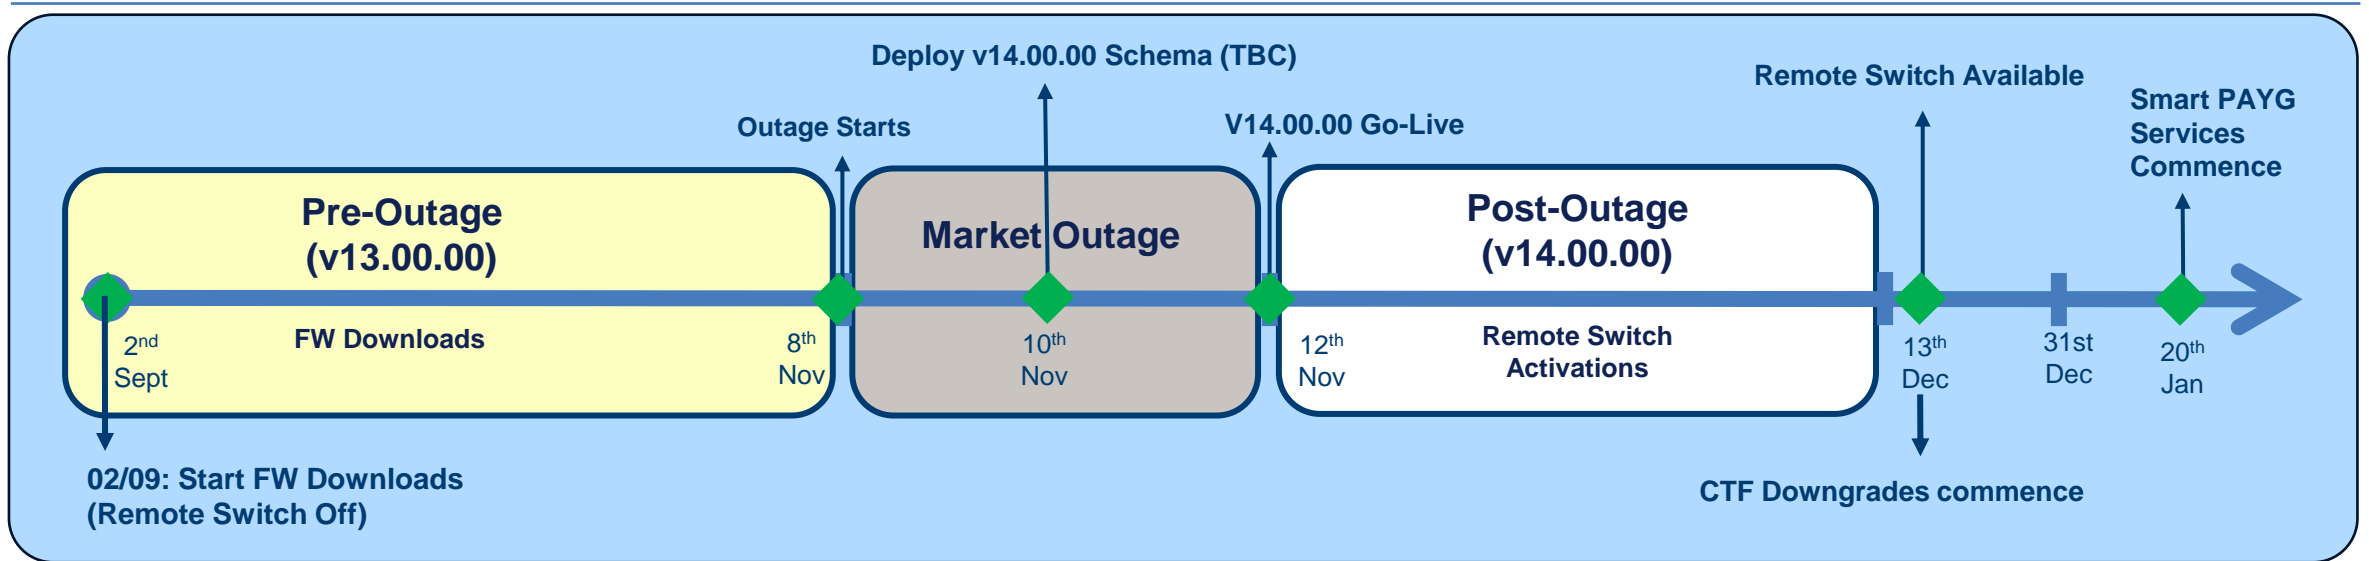 Deploy v14.00.00 Schema (TBC)
Remote Switch Available
Smart PAYG
Services
Commence
Outage Starts
V14.00.00 Go-Live
Pre-Outage
(v13.00.00)
Market Outage
Post-Outage
(v14.00.00)
2nd
Sept
FW Downloads
8th
Nov
10th
Nov
12th
Nov
Remote Switch
Activations
13th
Dec
31st
Dec
20th
Jan
02/09: Start FW Downloads
(Remote Switch Off)
CTF Downgrades commence